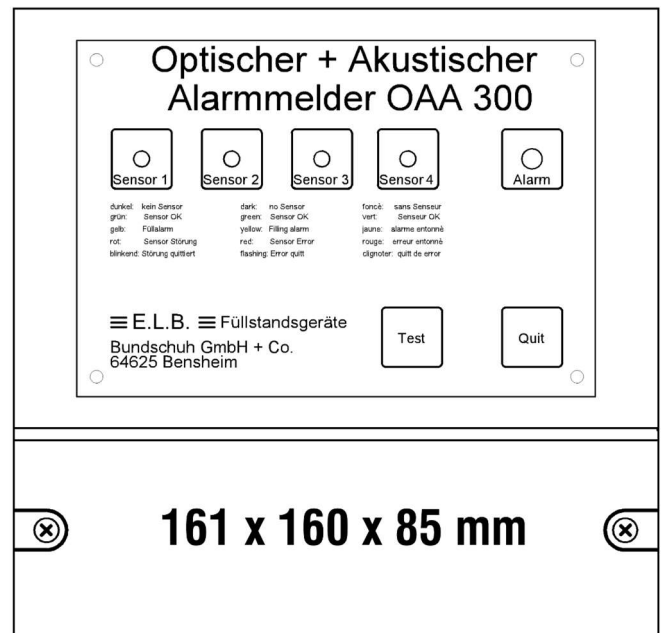 Optischer + Akustischer
Alarmmelder OAA 300
Sensor 1 Sensor 2 Sensor 3 Sensor 4 Alarm
dunkel: kein Sensor
grün: Sensor OK
gelb: Füllalarm
rot: Sensor Störung
blinkend: Störung quittiert
dark: no Sensor
green: Sensor OK
yellow: Filling alarm
red: Sensor Error
flashing: Error quitt
foncè: sans Senseur
vert: Senseur OK
jaune: alarme entonnè
rouge: erreur entonnè
clignoter: quitt de error
E.L.B. Füllstandsgeräte
Bundschuh GmbH + Co.
64625 Bensheim
Test
Quit
161 x 160 x 85 mm